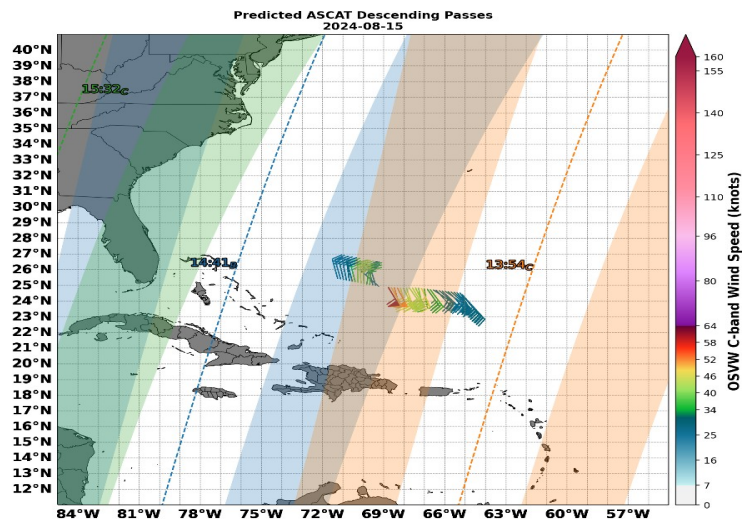 Predicted ASCAT Descending Passes
2024-08-15
40°N
39°N
38°N
37°N
36°N
35°N
34°N
33°N
32°N
31°N
30°N
29°N
28°N
27°N
26°N
25°N
24°N
23°N
22°N
21°N
20°N
19°N
18°N
17°N
16°N
15°N
14°N
13°N
12°N
15:32C
14:41B
13:54C
84°W 81°W 78°W 75°W 72°W 69°W 66°W 63°W 60°W 57°W
160
155
140
125
110
96
80
64
58
52
46
40
34
25
16
7
0
OSVW C-band Wind Speed (knots)